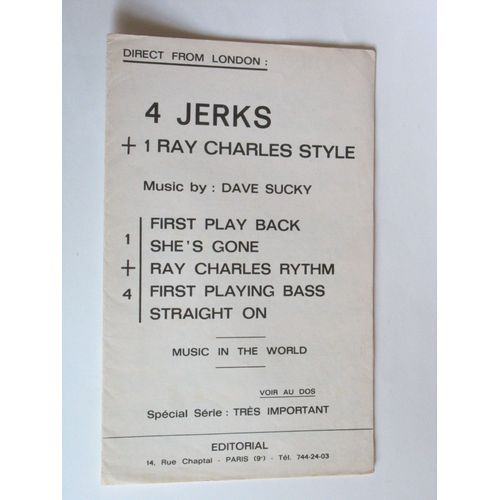 DIRECT FROM LONDON :
4 JERKS
+ 1 RAY CHARLES STYLE
Music by : DAVE SUCKY
FIRST PLAY BACK
1 SHE'S GONE
+ RAY CHARLES RYTHM
4 FIRST PLAYING BASS
STRAIGHT ON
MUSIC IN THE WORLD
VOIR AU DOS
Spécial Série : TRÈS IMPORTANT
EDITORIAL
14, Rue Chaptal - PARIS (9e) - Tél. 744-24-03